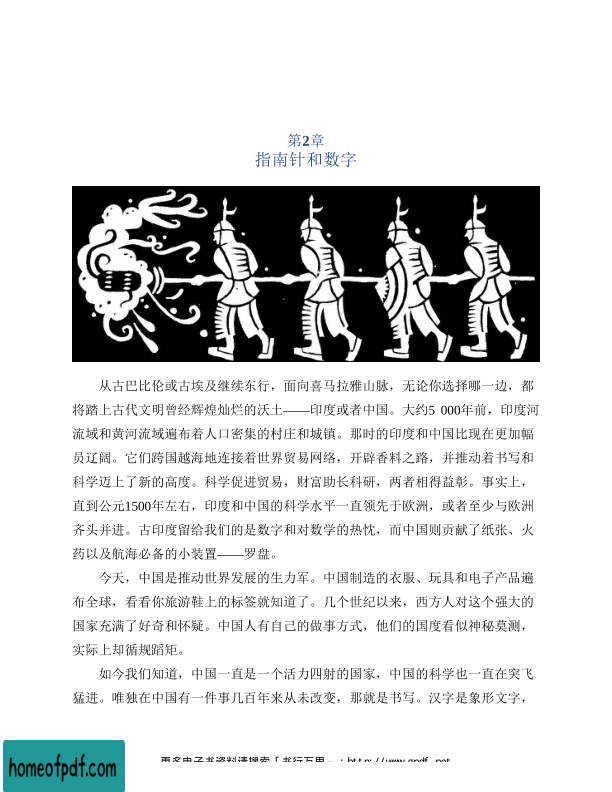 第2章
指南针和数字
从古巴比伦或古埃及继续东行，面向喜马拉雅山脉，无论你选择哪一边，都
将踏上古代文明曾经辉煌灿烂的沃土——印度或者中国。大约5 000年前，印度河
流域和黄河流域遍布着人口密集的村庄和城镇。那时的印度和中国比现在更加幅
员辽阔。它们跨国越海地连接着世界贸易网络，开辟香料之路，并推动着书写和
科学迈上了新的高度。科学促进贸易，财富助长科研，两者相得益彰。事实上，
直到公元1500年左右，印度和中国的科学水平一直领先于欧洲，或者至少与欧洲
齐头并进。古印度留给我们的是数字和对数学的热忱，而中国则贡献了纸张、火
药以及航海必备的小装置——罗盘。
今天，中国是推动世界发展的生力军。中国制造的衣服、玩具和电子产品遍
布全球，看看你旅游鞋上的标签就知道了。几个世纪以来，西方人对这个强大的
国家充满了好奇和怀疑。中国人有自己的做事方式，他们的国度看似神秘莫测，
实际上却循规蹈矩。
如今我们知道，中国一直是一个活力四射的国家，中国的科学也一直在突飞
猛进。唯独在中国有一件事几百年来从未改变，那就是书写。汉字是象形文字，
homeofpdf.com